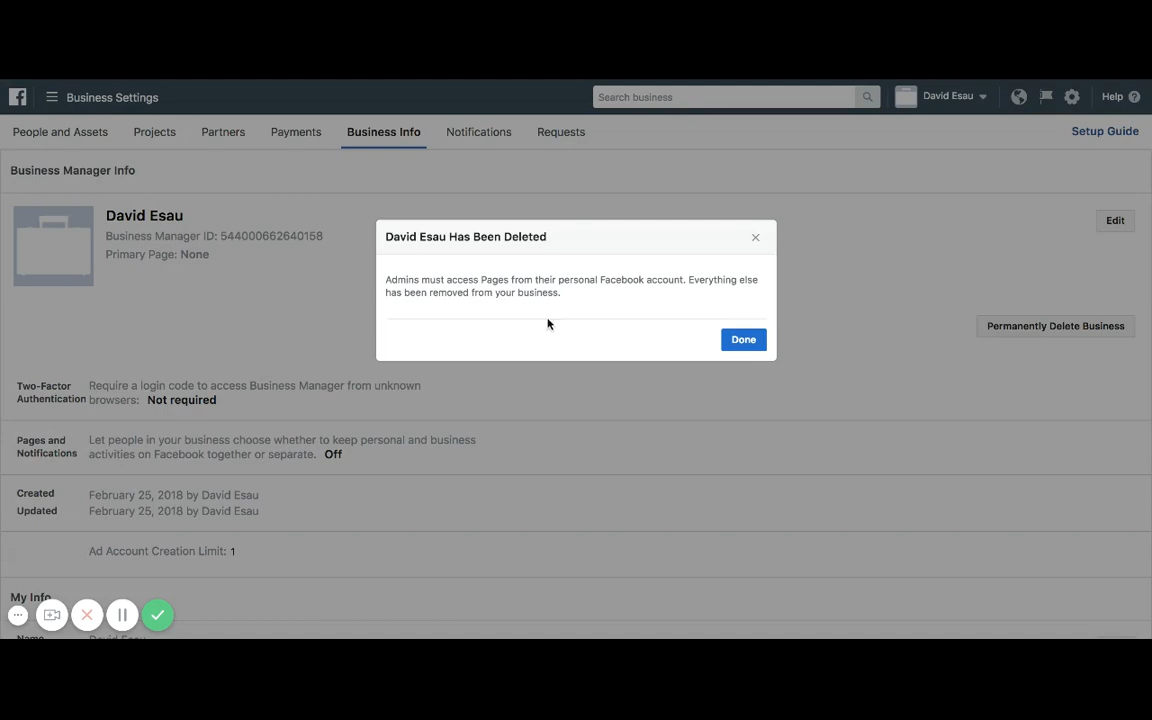 Business Settings
Search business
David Esau
Help
People and Assets
Projects
Partners
Payments
Business Info
Notifications
Requests
Setup Guide
Business Manager Info
David Esau
Edit
Business Manager ID: 544000662640158
Primary Page: None
David Esau Has Been Deleted
Admins must access Pages from their personal Facebook account. Everything else
has been removed from your business.
Done
Permanently Delete Business
Two-Factor
Authentication
Require a login code to access Business Manager from unknown
browsers: Not required
Pages and
Notifications
Let people in your business choose whether to keep personal and business
activities on Facebook together or separate. Off
Created
February 25, 2018 by David Esau
Updated
February 25, 2018 by David Esau
Ad Account Creation Limit: 1
My Info
Name
David Esau